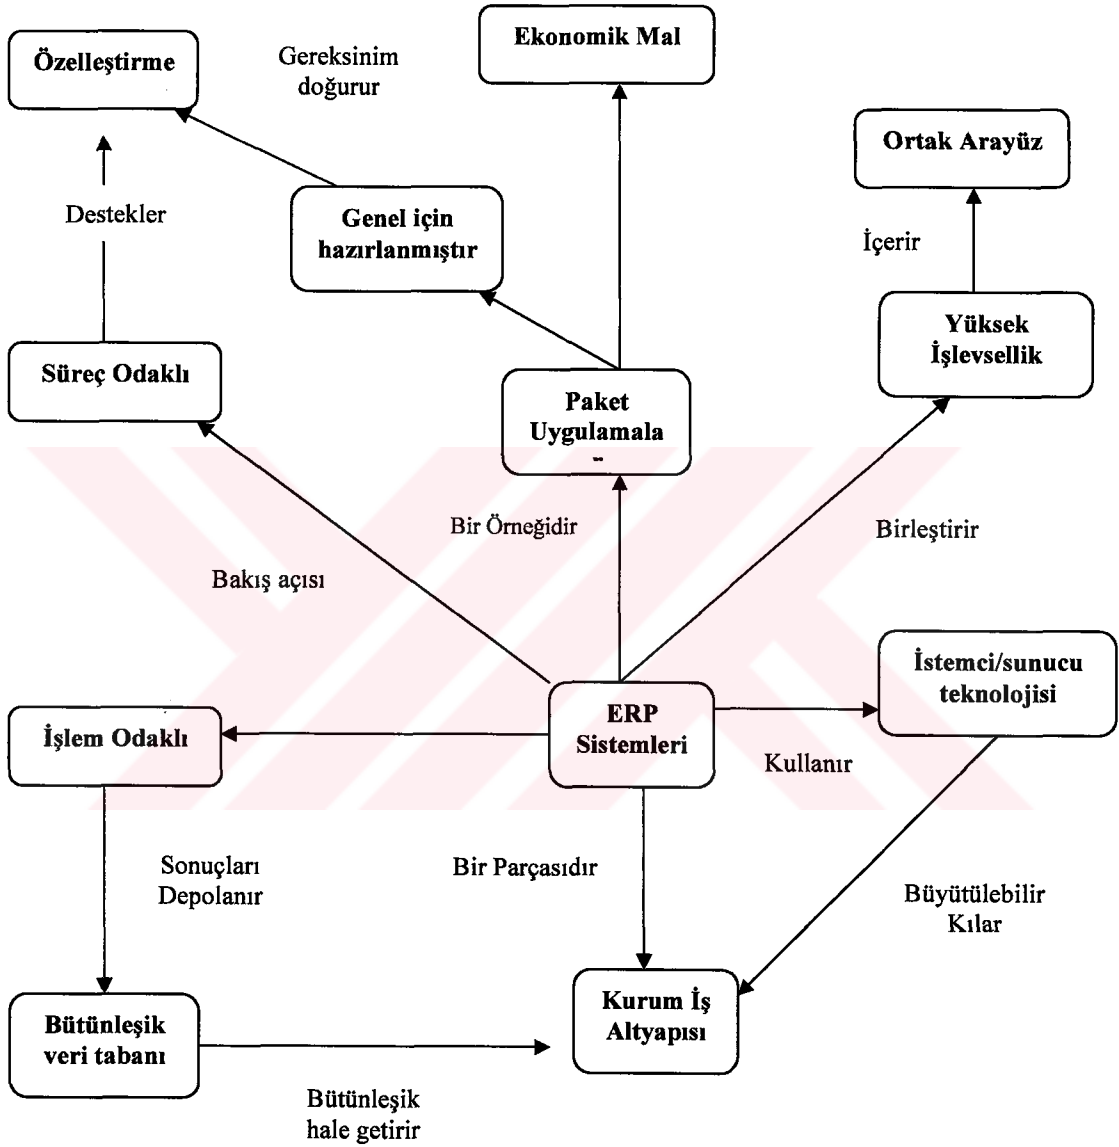 Ekonomik Mal
Özelleştirme
Gereksinim
doğurur
Ortak Arayüz
Destekler
Genel için
hazırlanmıştır
İçerir
Yüksek
İşlevsellik
Süreç Odaklı
Paket
Uygulamala
Bir Örneğidir
Birleştirir
Bakış açısı
İstemci/sunucu
teknolojisi
İşlem Odaklı
ERP
Sistemleri
Kullanır
Sonuçları
Depolanır
Bir Parçasıdır
Büyütülebilir
Kılar
Bütünleşik
veri tabanı
Kurum İş
Altyapısı
Bütünleşik
hale getirir